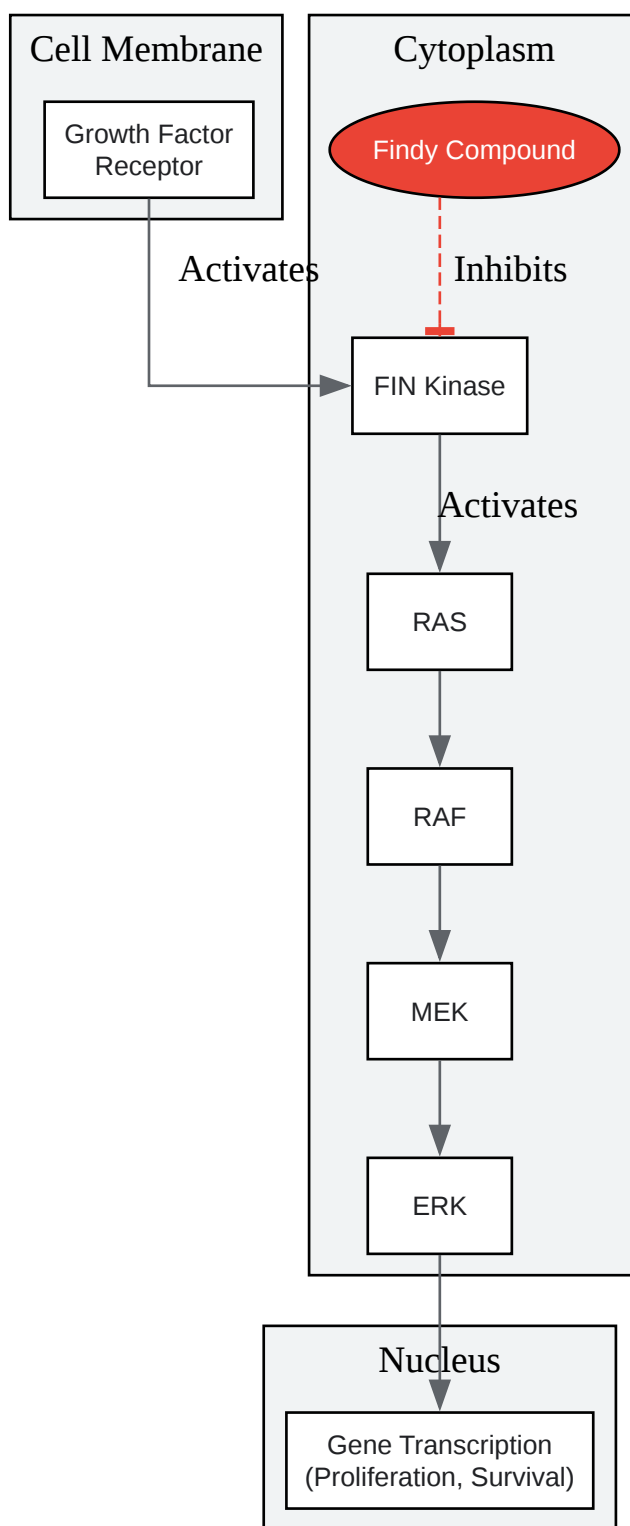 Cell Membrane
Growth Factor
Receptor
Cytoplasm
Findy Compound
Activates
Inhibits
FIN Kinase
Activates
RAS
RAF
MEK
ERK
Nucleus
Gene Transcription
(Proliferation, Survival)